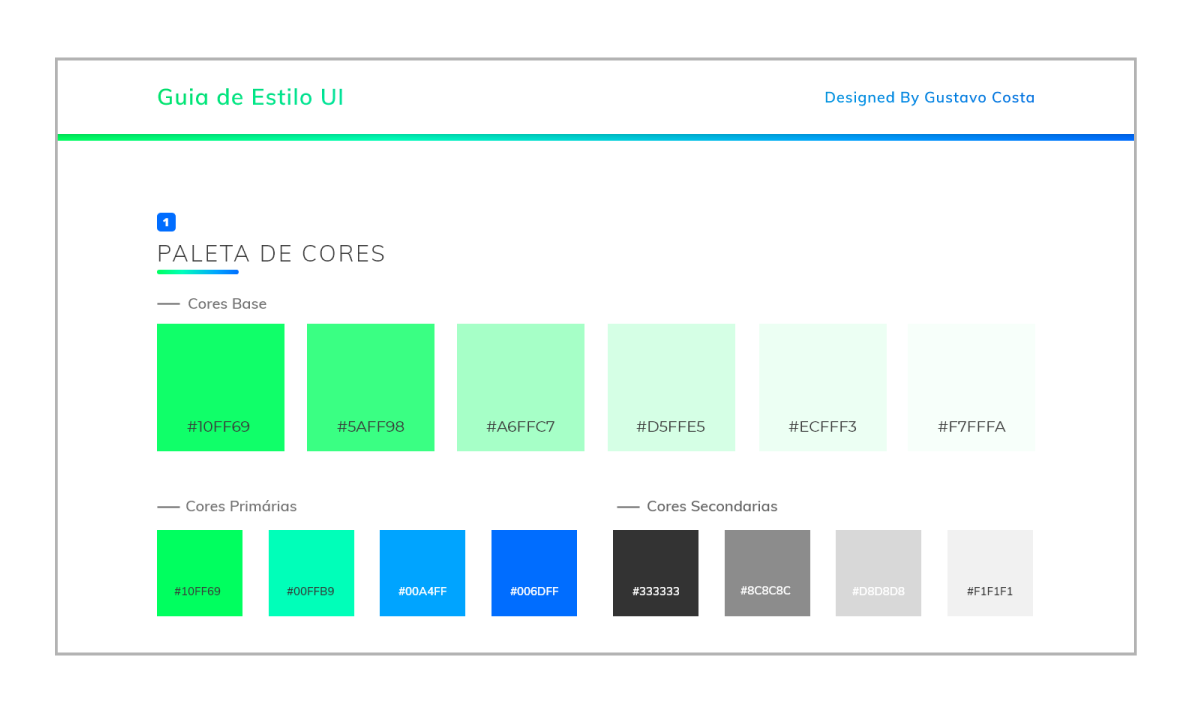 Guia de Estilo UI
Designed By Gustavo Costa
1
PALETA DE CORES
Cores Base
#10FF69 #5AFF98 #A6FFC7 #D5FFE5 #ECFFF3 #F7FFFA
Cores Primárias
#10FF69 #00FFB9 #00A4FF #006DFF
Cores Secondarias
#333333 #8C8C8C #D8D8D8 #F1F1F1